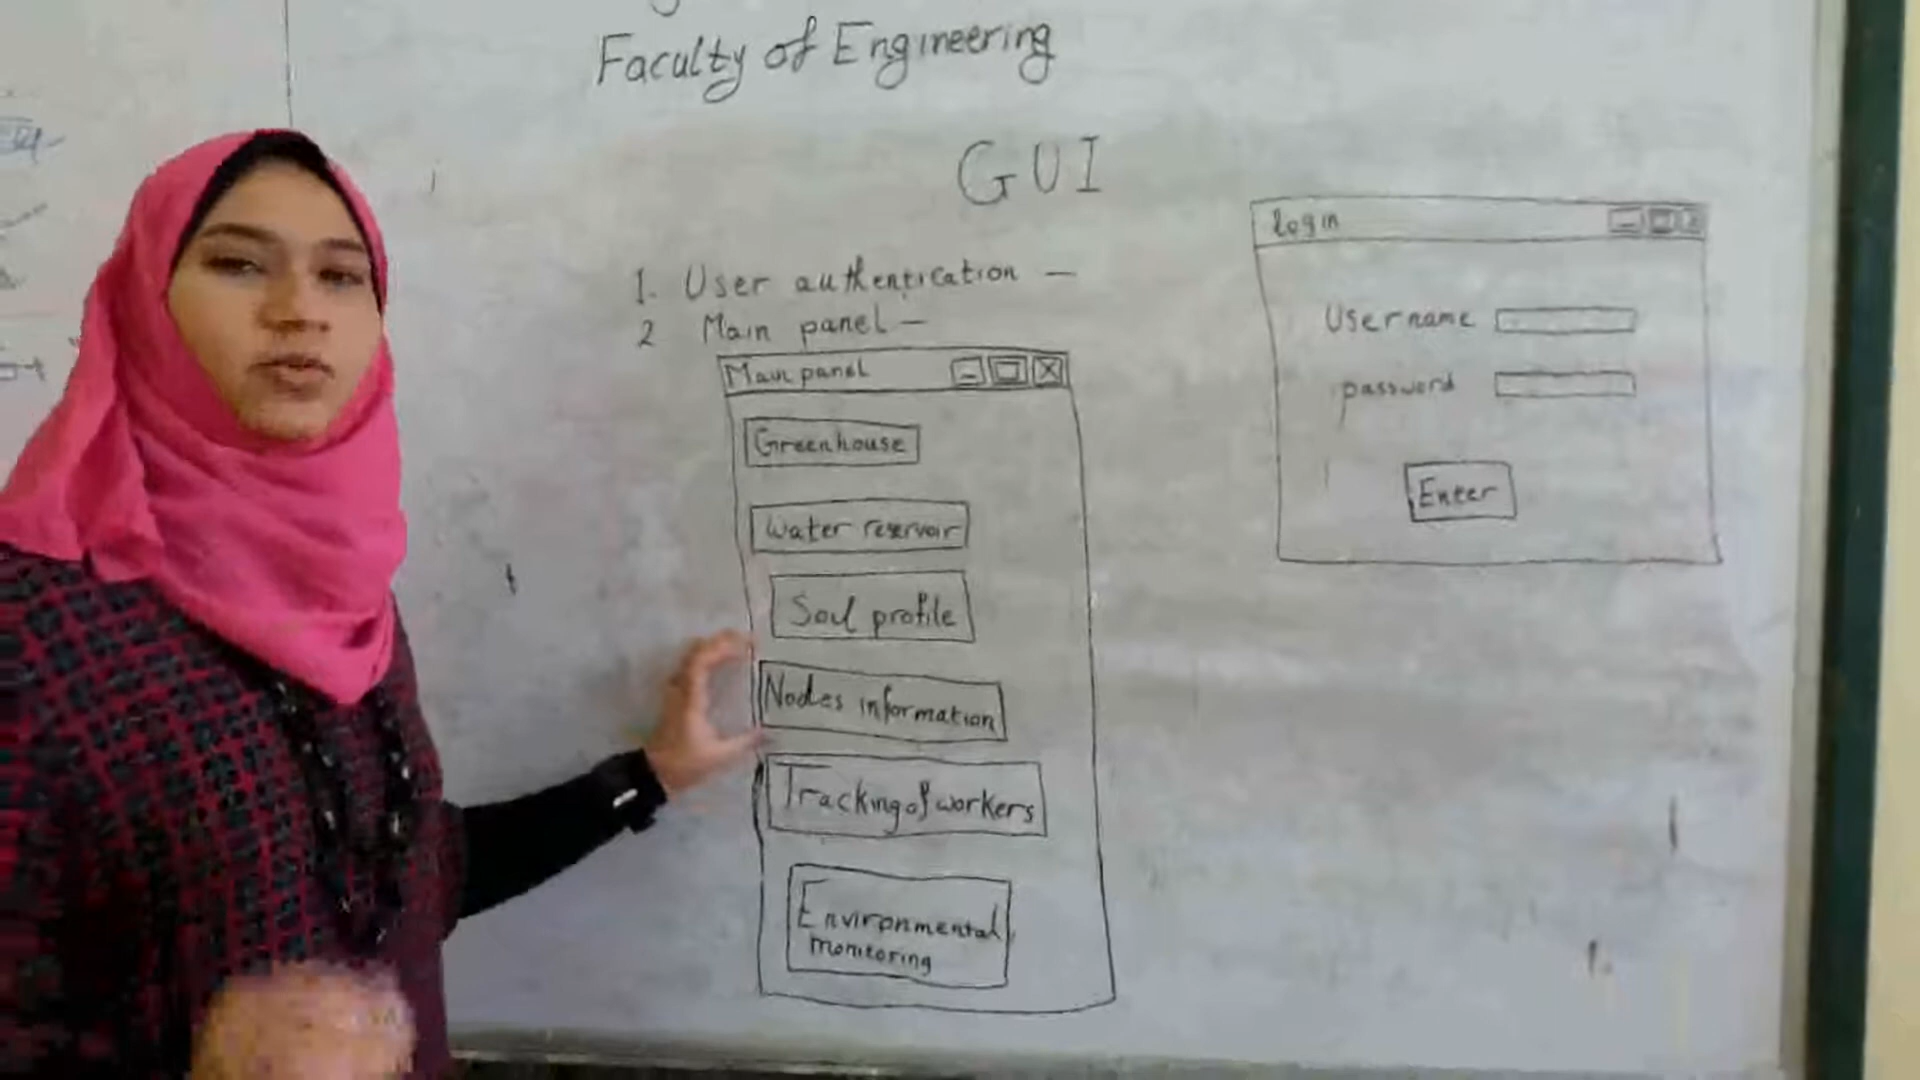 Faculty of Engineering
GUI
1. User authentication —
2 Main panel —
Main panel
Greenhouse
Water reservoir
Soul profile
Nodes information
Tracking of workers
Environmental
monitoring
login
Username
password
Enter